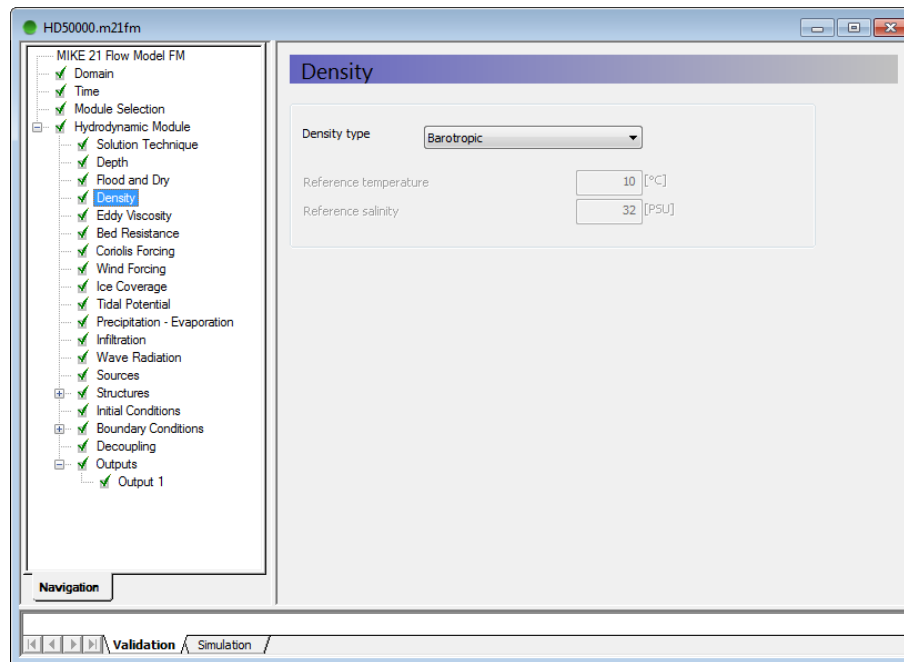 HD50000.m21fm
MIKE 21 Flow Model FM
Domain
Time
Module Selection
Hydrodynamic Module
Solution Technique
Depth
Flood and Dry
Density
Eddy Viscosity
Bed Resistance
Coriolis Forcing
Wind Forcing
Ice Coverage
Tidal Potential
Precipitation - Evaporation
Infiltration
Wave Radiation
Sources
Structures
Initial Conditions
Boundary Conditions
Decoupling
Outputs
Output 1
Navigation
Density
Density type Barotropic
Reference temperature 10 [°C]
Reference salinity 32 [PSU]
Validation Simulation